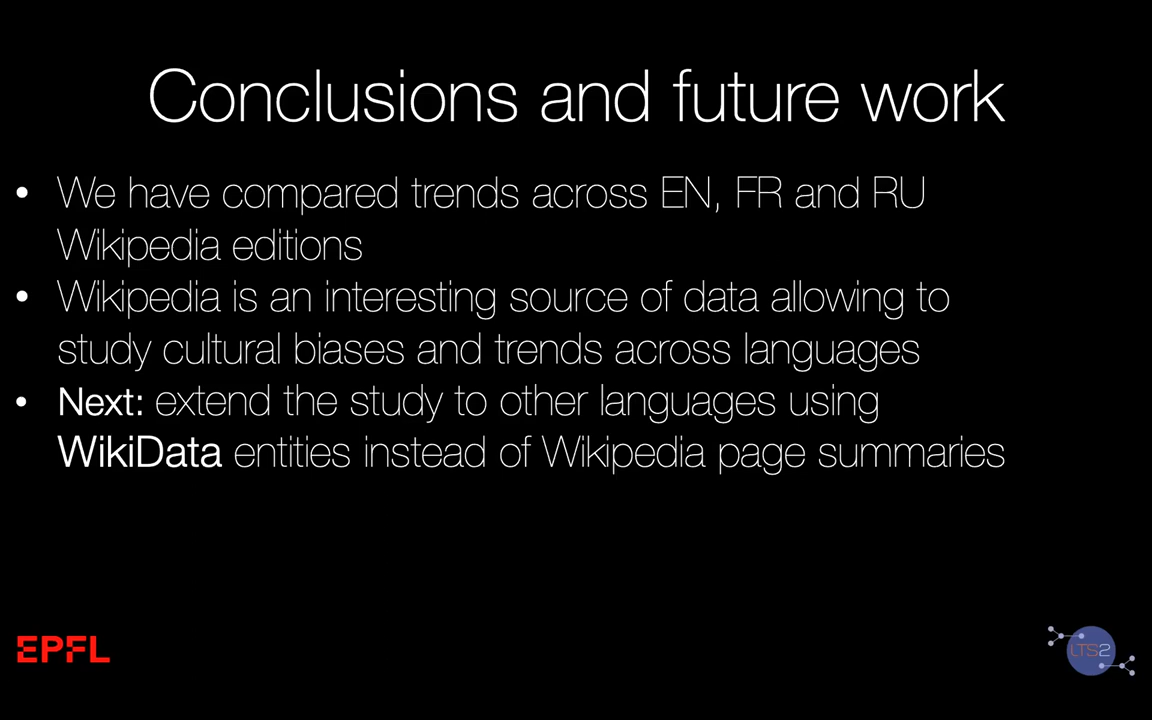 Conclusions and future work
• We have compared trends across EN, FR and RU
Wikipedia editions
• Wikipedia is an interesting source of data allowing to
study cultural biases and trends across languages
• Next: extend the study to other languages using
WikiData entities instead of Wikipedia page summaries
EPFL
LTS2